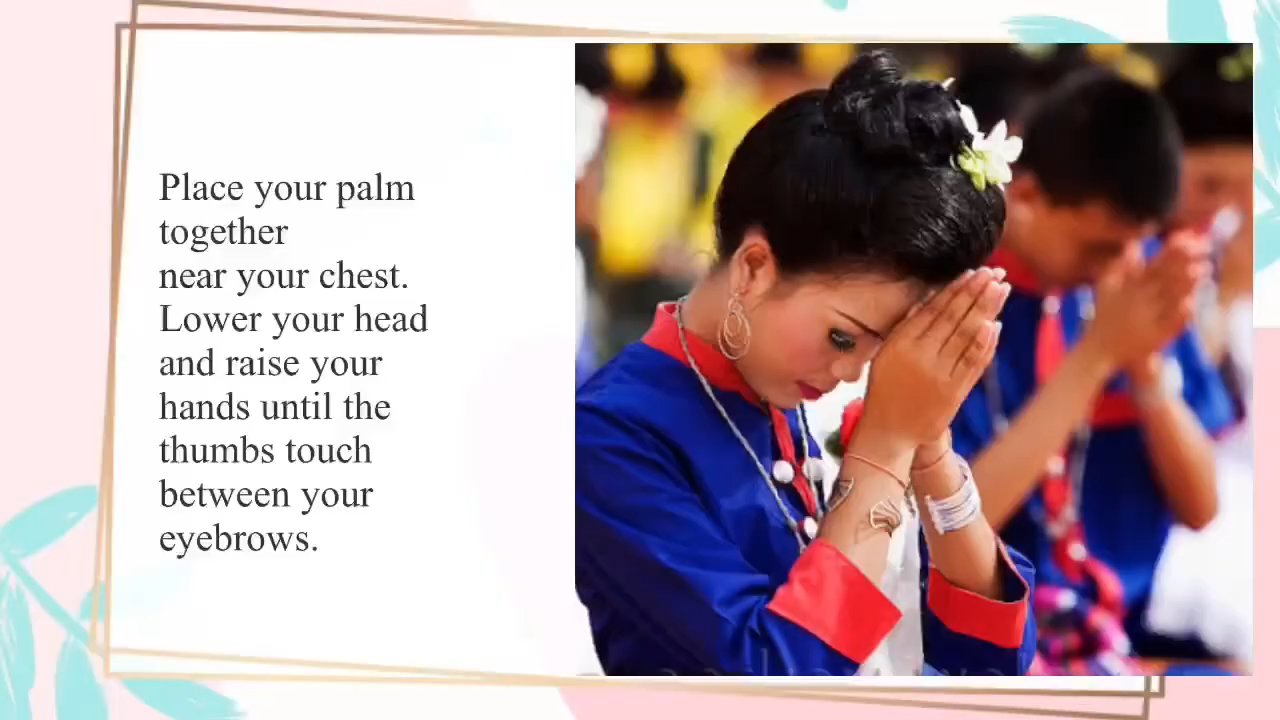 Place your palm
together
near your chest.
Lower your head
and raise your
hands until the
thumbs touch
between your
eyebrows.